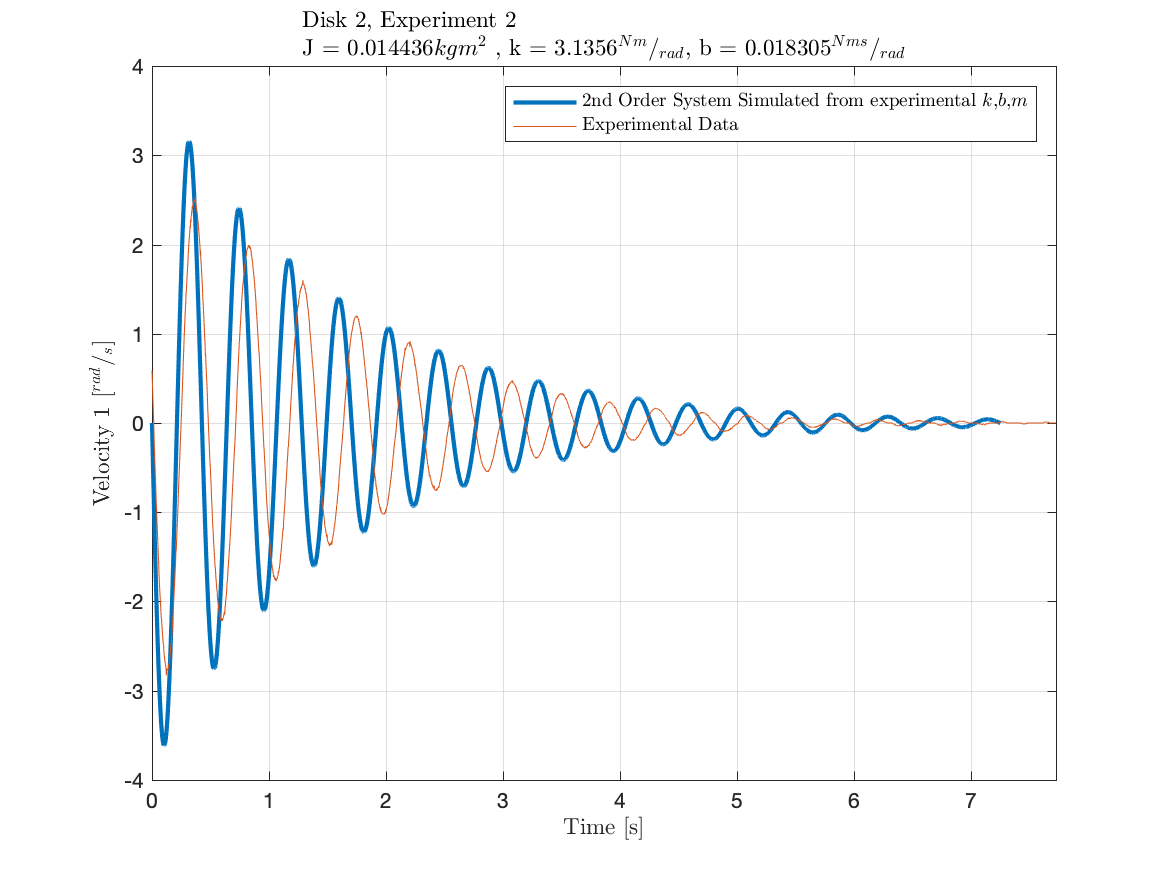 Disk 2, Experiment 2
J = 0.014436kgm² , k = 3.1356Nm/rad, b = 0.018305Nms/rad
2nd Order System Simulated from experimental k,b,m
Experimental Data
4
3
2
1
0
-1
-2
-3
-4
Velocity 1 [rad/s]
0 1 2 3 4 5 6 7
Time [s]